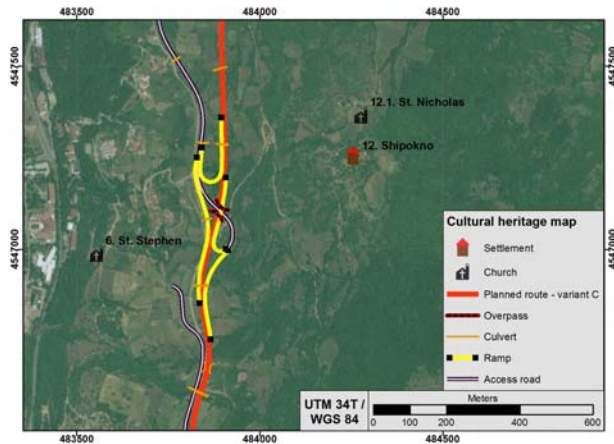 483500 484000 484500
4547500
4547000
12.1. St. Nicholas
12. Shipokno
6. St. Stephen
Cultural heritage map
Settlement
Church
Planned route - variant C
Overpass
Culvert
Ramp
Access road
UTM 34T /
WGS 84
Meters
0 100 200 400 600
483500 484000 484500